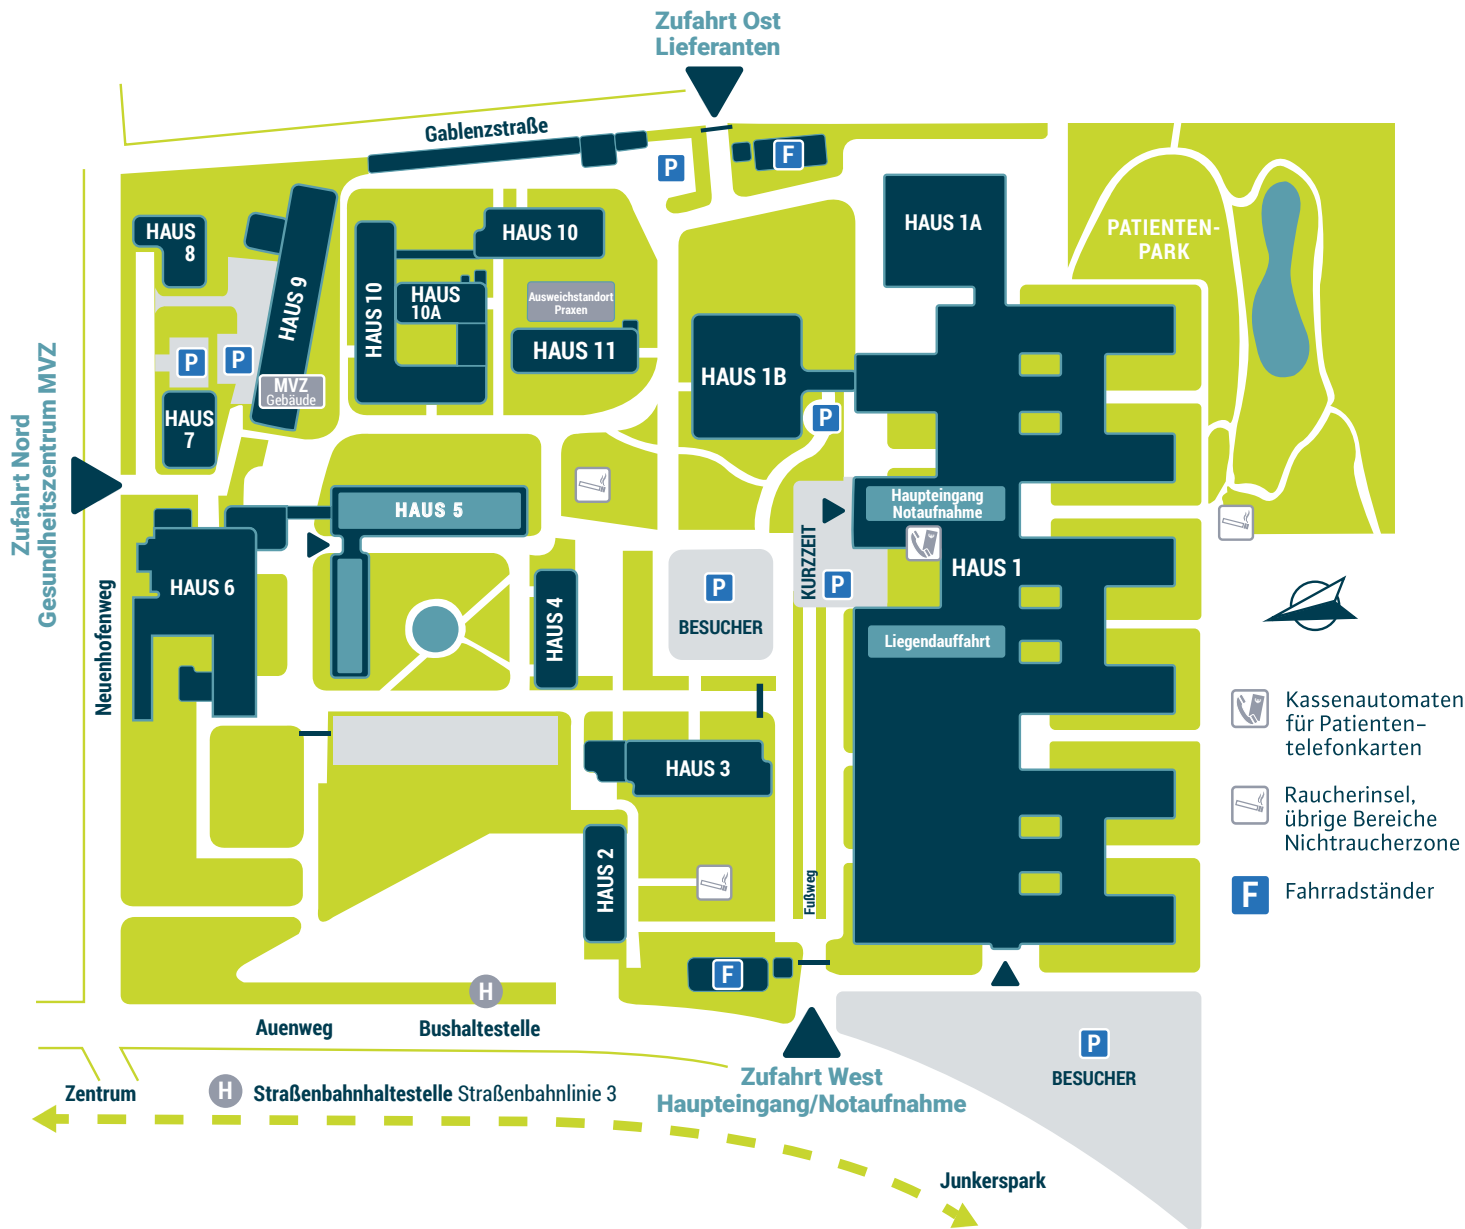 Zufahrt Ost
Lieferanten
Gablenzstraße
P
F
HAUS
8
HAUS 9
HAUS 10
HAUS 10
HAUS
10A
Ausweichstandort
Praxen
HAUS 11
HAUS 1A
PATIENTEN-
PARK
P
P
MVZ
Gebäude
HAUS
7
HAUS 1B
P
Zufahrt Nord
Gesundheitszentrum MVZ
Neuenhofenweg
HAUS 5
HAUS 6
HAUS 4
P
BESUCHER
KURZZEIT
P
Haupteingang
Notaufnahme
HAUS 1
Liegendauffahrt
HAUS 3
HAUS 2
Fußweg
F
Kassenautomaten
für Patienten-
telefonkarten
Raucherinsel,
übrige Bereiche
Nichtraucherzone
F
Fahrradständer
H
Auenweg
Bushaltestelle
Zufahrt West
Haupteingang/Notaufnahme
P
BESUCHER
Zentrum
H
Straßenbahnhaltestelle Straßenbahnlinie 3
Junkerspark